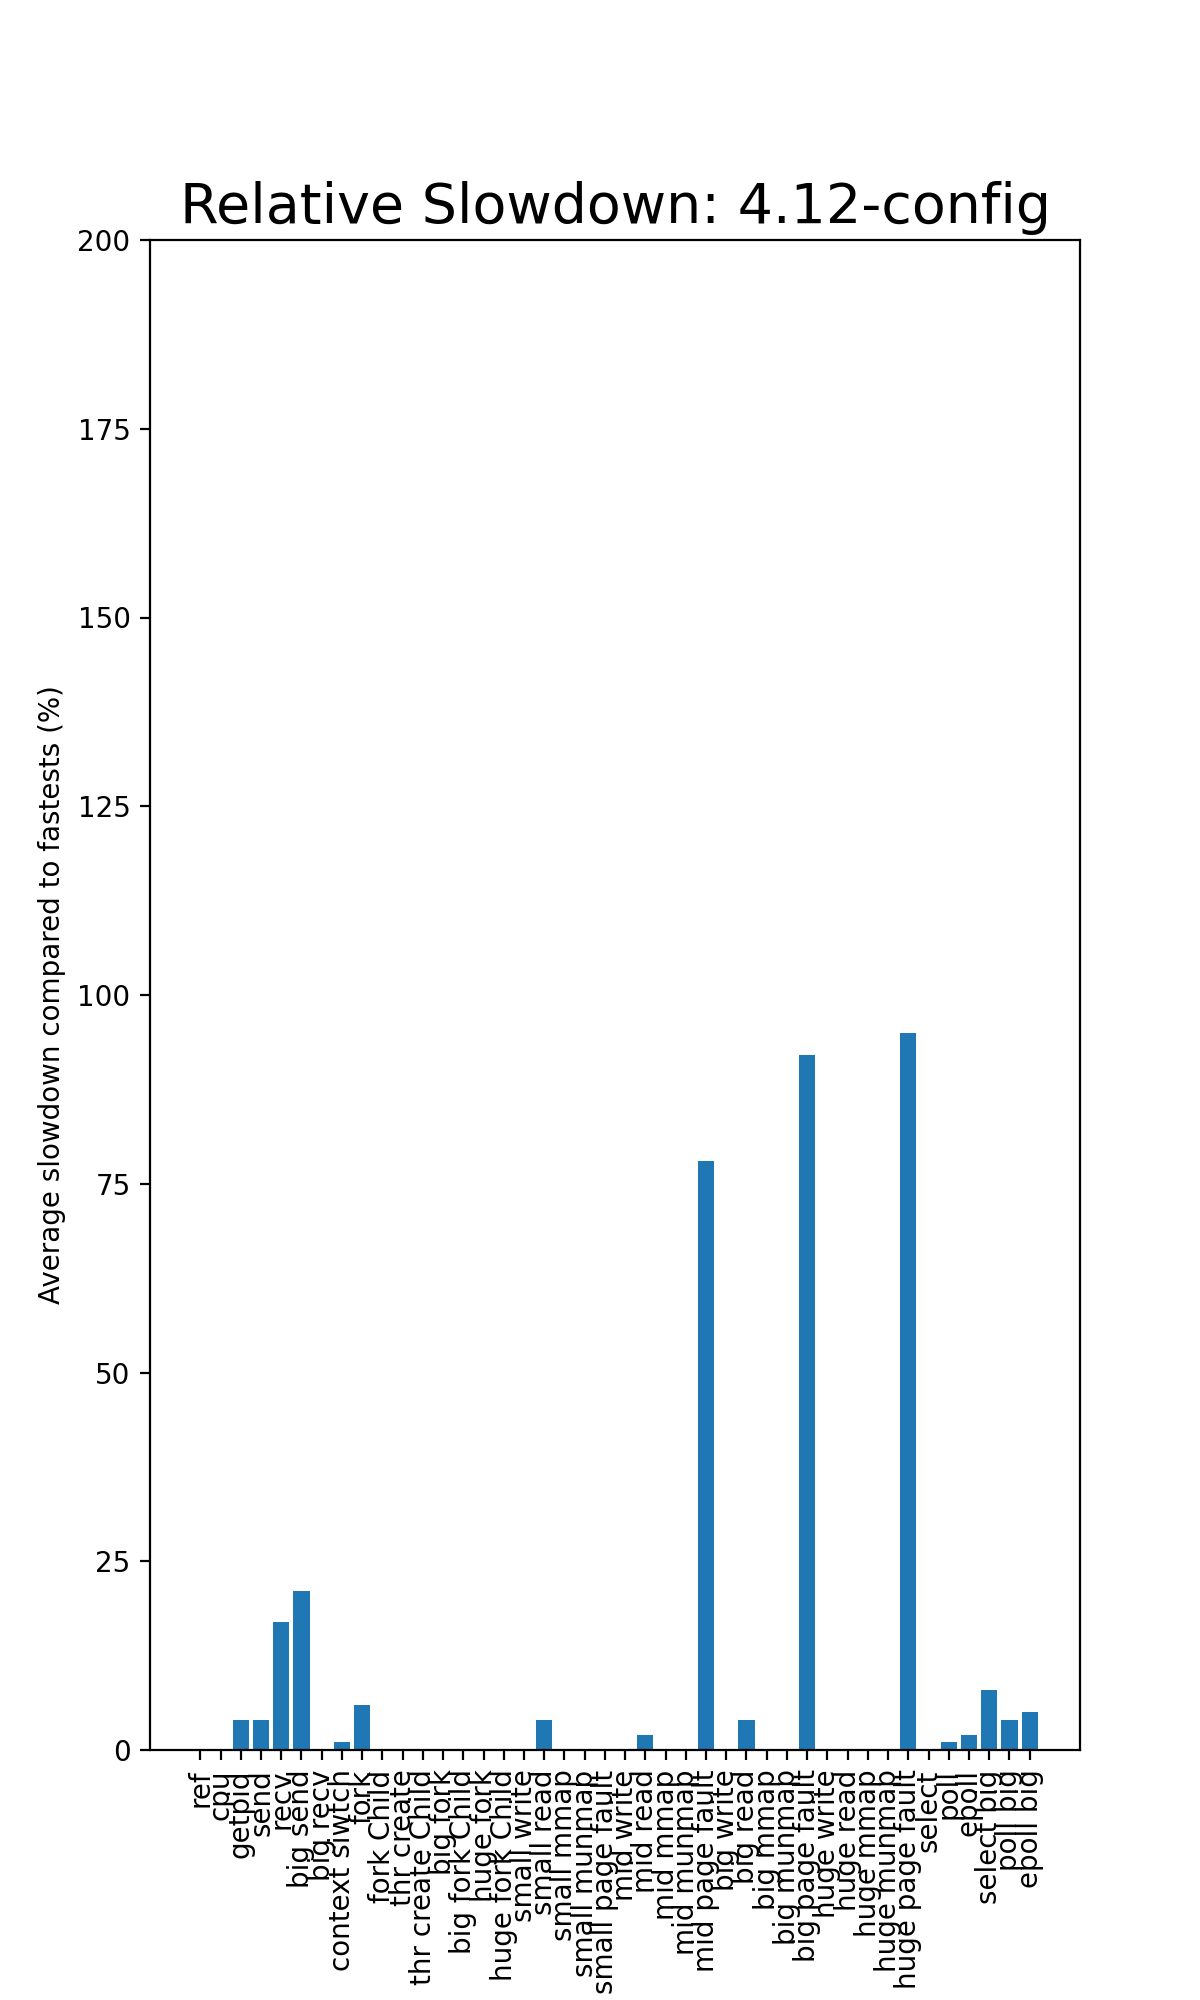 Relative Slowdown: 4.12-config
200
175
150
125
100
75
50
25
0
Average slowdown compared to fastests (%)
ref
cpu
getpid
send
recv
big send
big recv
context siwtch
fork
fork Child
thr create
thr create Child
big fork
big fork Child
huge fork
huge fork Child
small write
small read
small mmap
small munmap
small page fault
mid write
mid read
mid mmap
mid munmap
mid page fault
big write
big read
big mmap
big munmap
big page fault
huge write
huge read
huge mmap
huge munmap
huge page fault
select
poll
epoll
select big
poll big
epoll big